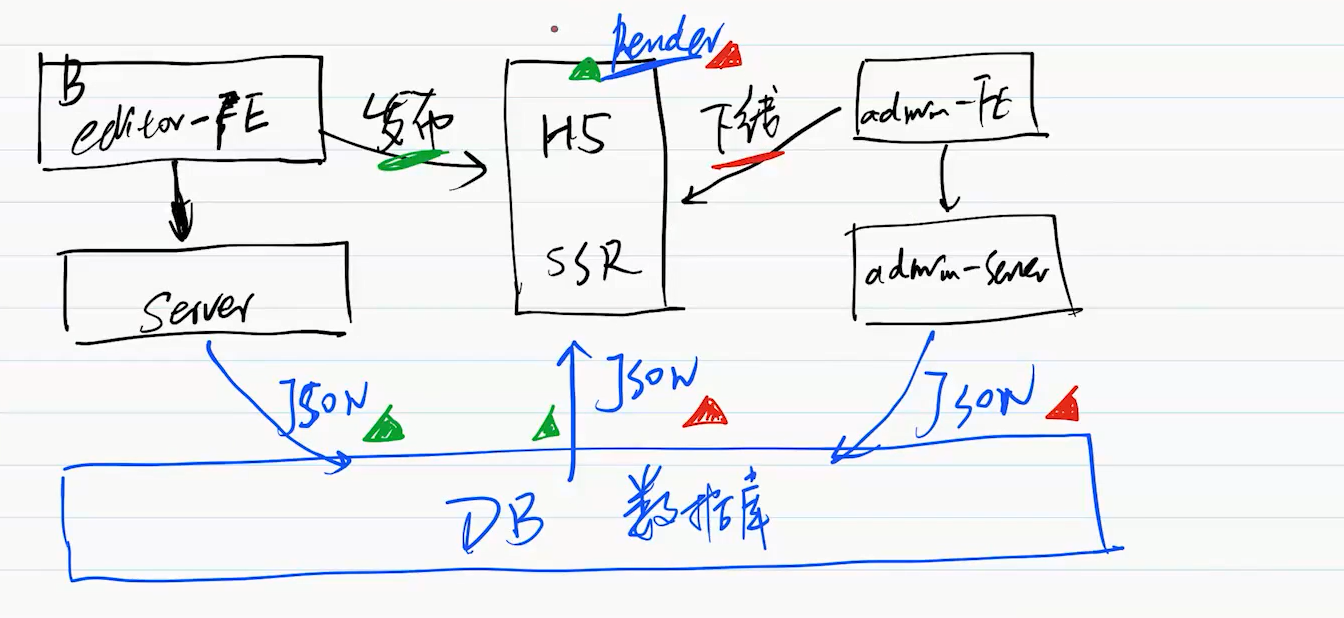 Render
B
editor-FE
发布
H5
下线
admin-FE
SSR
Server
admin-server
JSON
JSON
JSON
DB 数据库